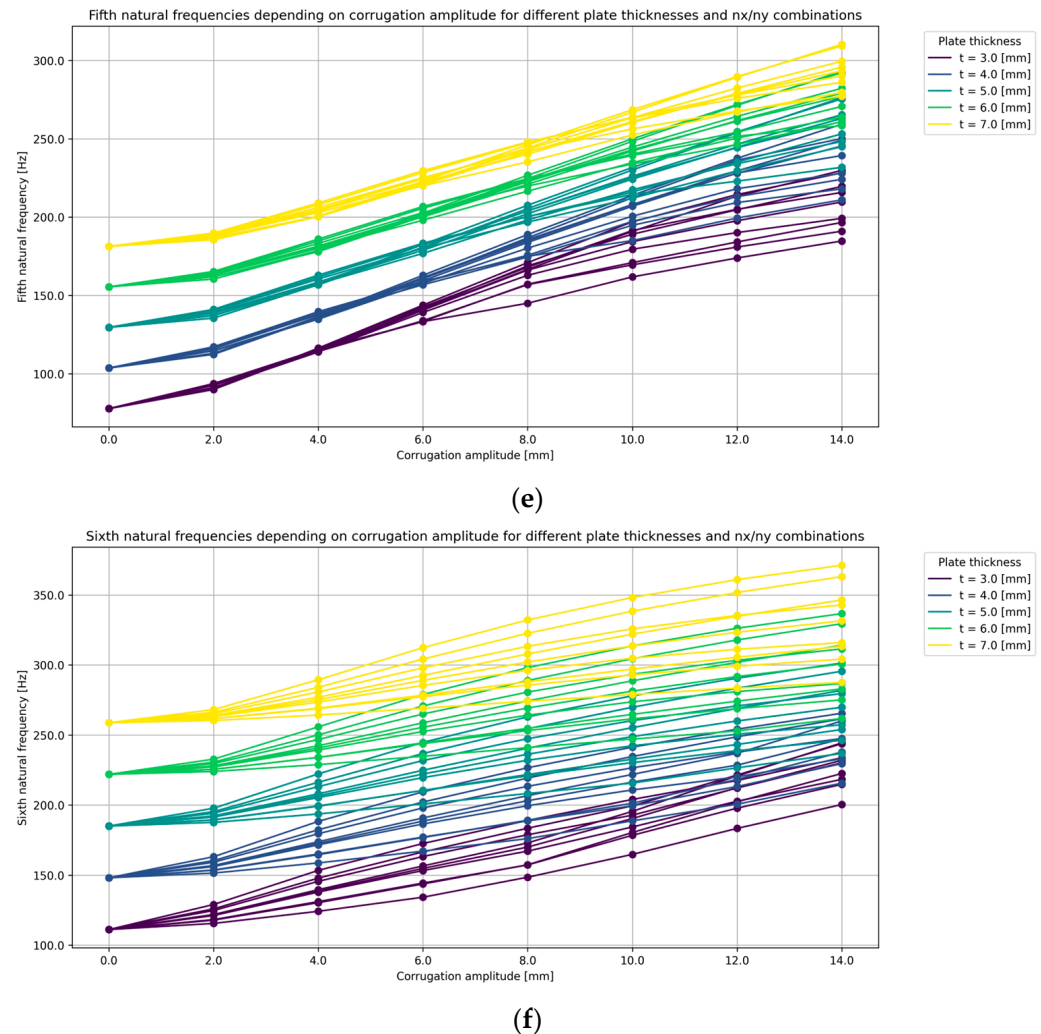 Fifth natural frequencies depending on corrugation amplitude for different plate thicknesses and nx/ny combinations
Fifth natural frequency [Hz]
300.0
250.0
200.0
150.0
100.0
0.0 2.0 4.0 6.0 8.0 10.0 12.0 14.0
Corrugation amplitude [mm]
Plate thickness
t = 3.0 [mm]
t = 4.0 [mm]
t = 5.0 [mm]
t = 6.0 [mm]
t = 7.0 [mm]
(e)
Sixth natural frequencies depending on corrugation amplitude for different plate thicknesses and nx/ny combinations
Sixth natural frequency [Hz]
350.0
300.0
250.0
200.0
150.0
100.0
0.0 2.0 4.0 6.0 8.0 10.0 12.0 14.0
Corrugation amplitude [mm]
Plate thickness
t = 3.0 [mm]
t = 4.0 [mm]
t = 5.0 [mm]
t = 6.0 [mm]
t = 7.0 [mm]
(f)